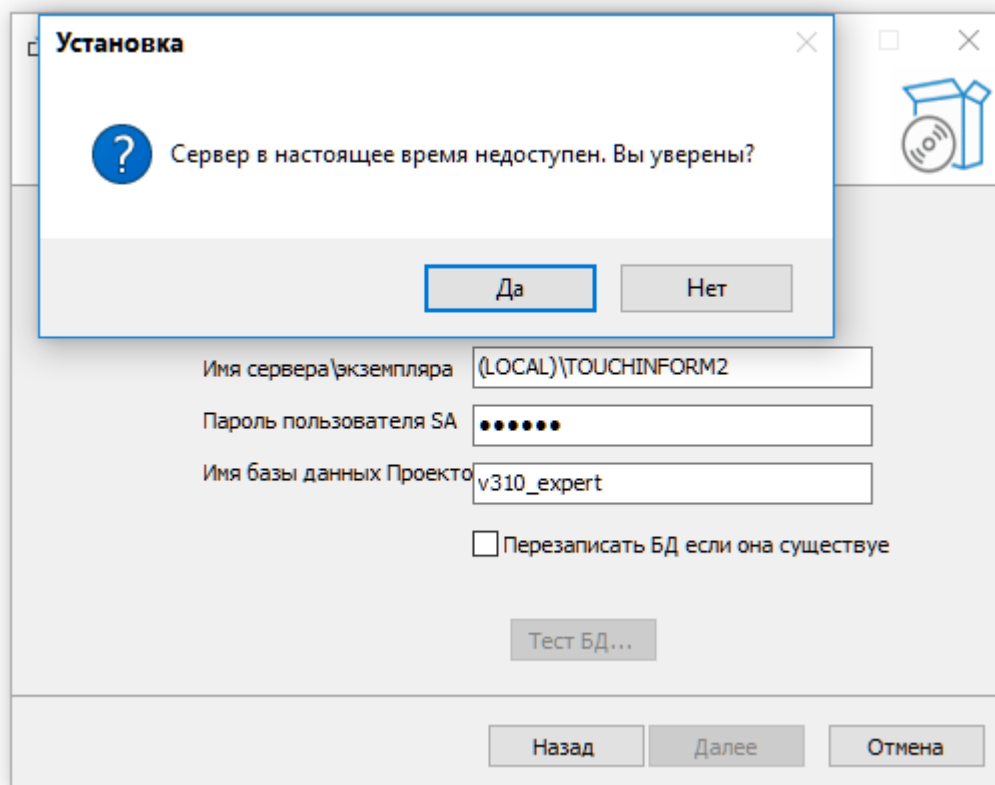 Установка
Сервер в настоящее время недоступен. Вы уверены?
Да
Нет
Имя сервера\экземпляра
(LOCAL)\TOUCHINFORM2
Пароль пользователя SA
••••••
Имя базы данных Проекто
v310_expert
Перезаписать БД если она существуе
Тест БД...
Назад
Далее
Отмена